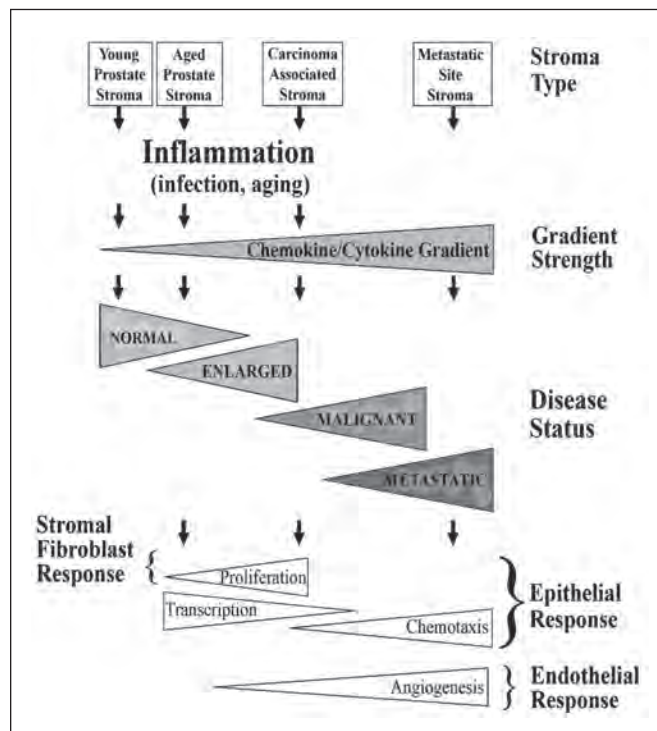 Young
Prostate
Stroma
Aged
Prostate
Stroma
Carcinoma
Associated
Stroma
Metastatic
Site
Stroma
Stroma
Type
Inflammation
(infection, aging)
Chemokine/Cytokine Gradient
Gradient
Strength
NORMAL
ENLARGED
MALIGNANT
METASTATIC
Disease
Status
Stromal
Fibroblast
Response
{
Proliferation
Transcription
Chemotaxis
}
Epithelial
Response
Angiogenesis
}
Endothelial
Response